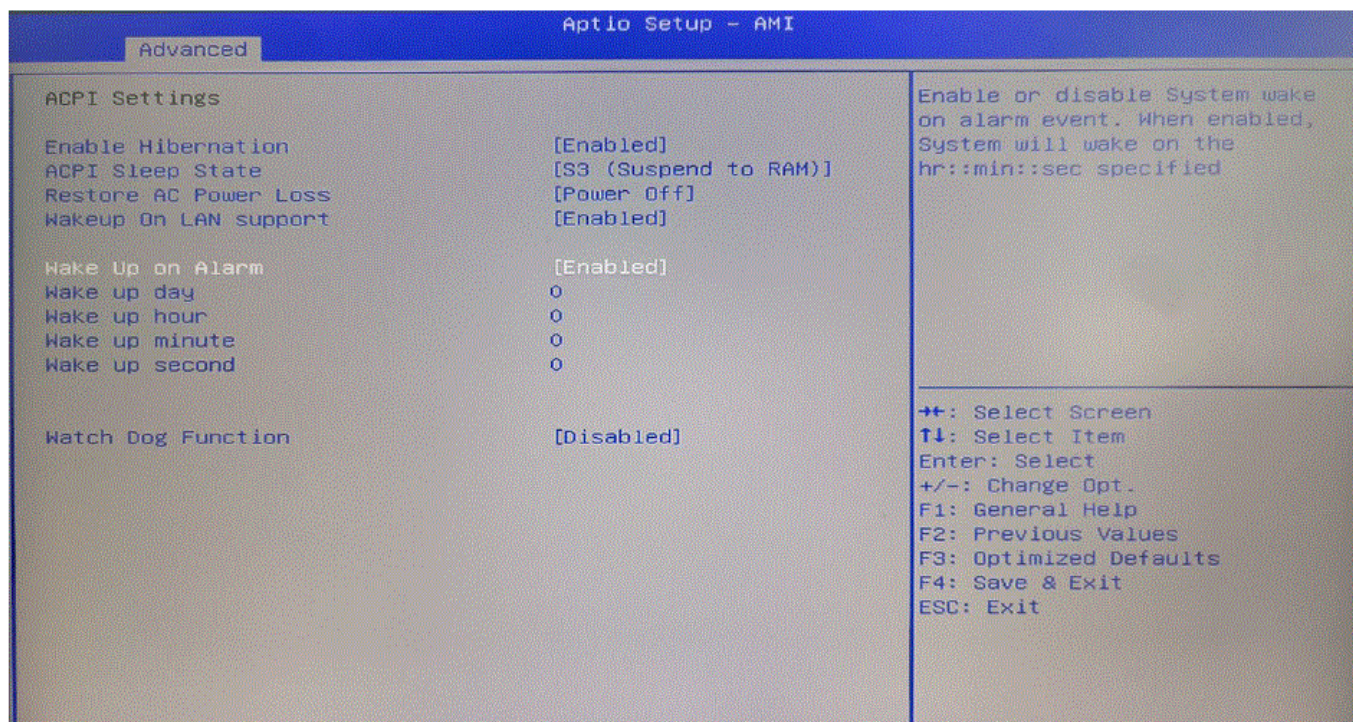 Aptio Setup - AMI
Advanced
ACPI Settings
Enable Hibernation [Enabled]
ACPI Sleep State [S3 (Suspend to RAM)]
Restore AC Power Loss [Power Off]
Wakeup On LAN support [Enabled]
Wake Up on Alarm [Enabled]
Wake up day 0
Wake up hour 0
Wake up minute 0
Wake up second 0
Watch Dog Function [Disabled]
Enable or disable System wake
on alarm event. When enabled,
System will wake on the
hr::min::sec specified
→←: Select Screen
↑↓: Select Item
Enter: Select
+/-: Change Opt.
F1: General Help
F2: Previous Values
F3: Optimized Defaults
F4: Save & Exit
ESC: Exit